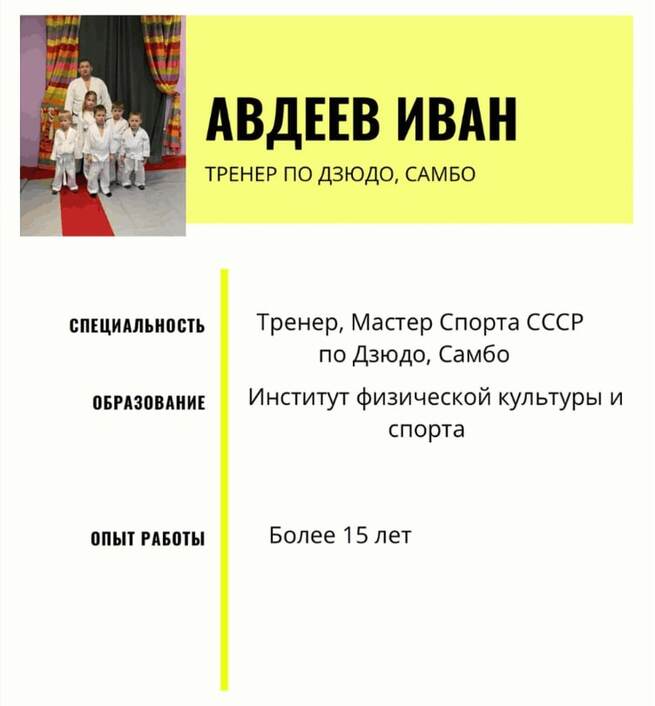 АВДЕЕВ ИВАН
ТРЕНЕР ПО ДЗЮДО, САМБО
СПЕЦИАЛЬНОСТЬ
Тренер, Мастер Спорта СССР
по Дзюдо, Самбо
ОБРАЗОВАНИЕ
Институт физической культуры и
спорта
ОПЫТ РАБОТЫ
Более 15 лет